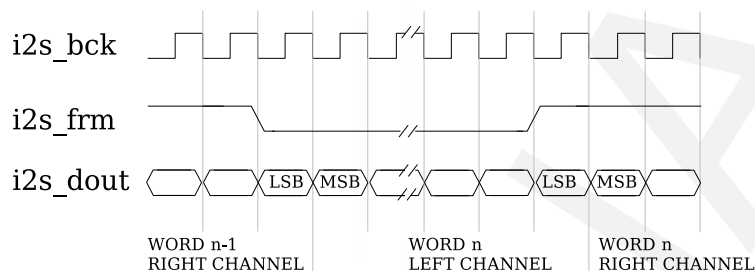 i2s_bck
i2s_frm
i2s_dout
LSB MSB LSB MSB
WORD n-1 WORD n WORD n
RIGHT CHANNEL LEFT CHANNEL RIGHT CHANNEL